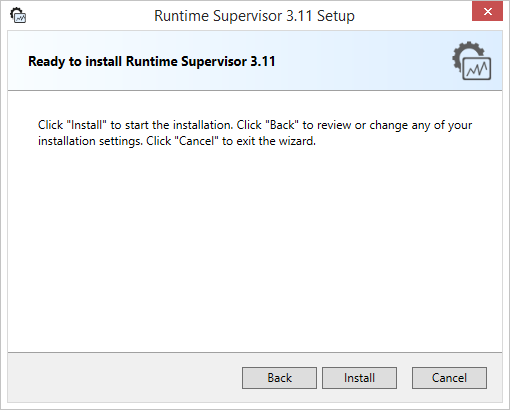 Runtime Supervisor 3.11 Setup
Ready to install Runtime Supervisor 3.11
Click "Install" to start the installation. Click "Back" to review or change any of your
installation settings. Click "Cancel" to exit the wizard.
Back
Install
Cancel